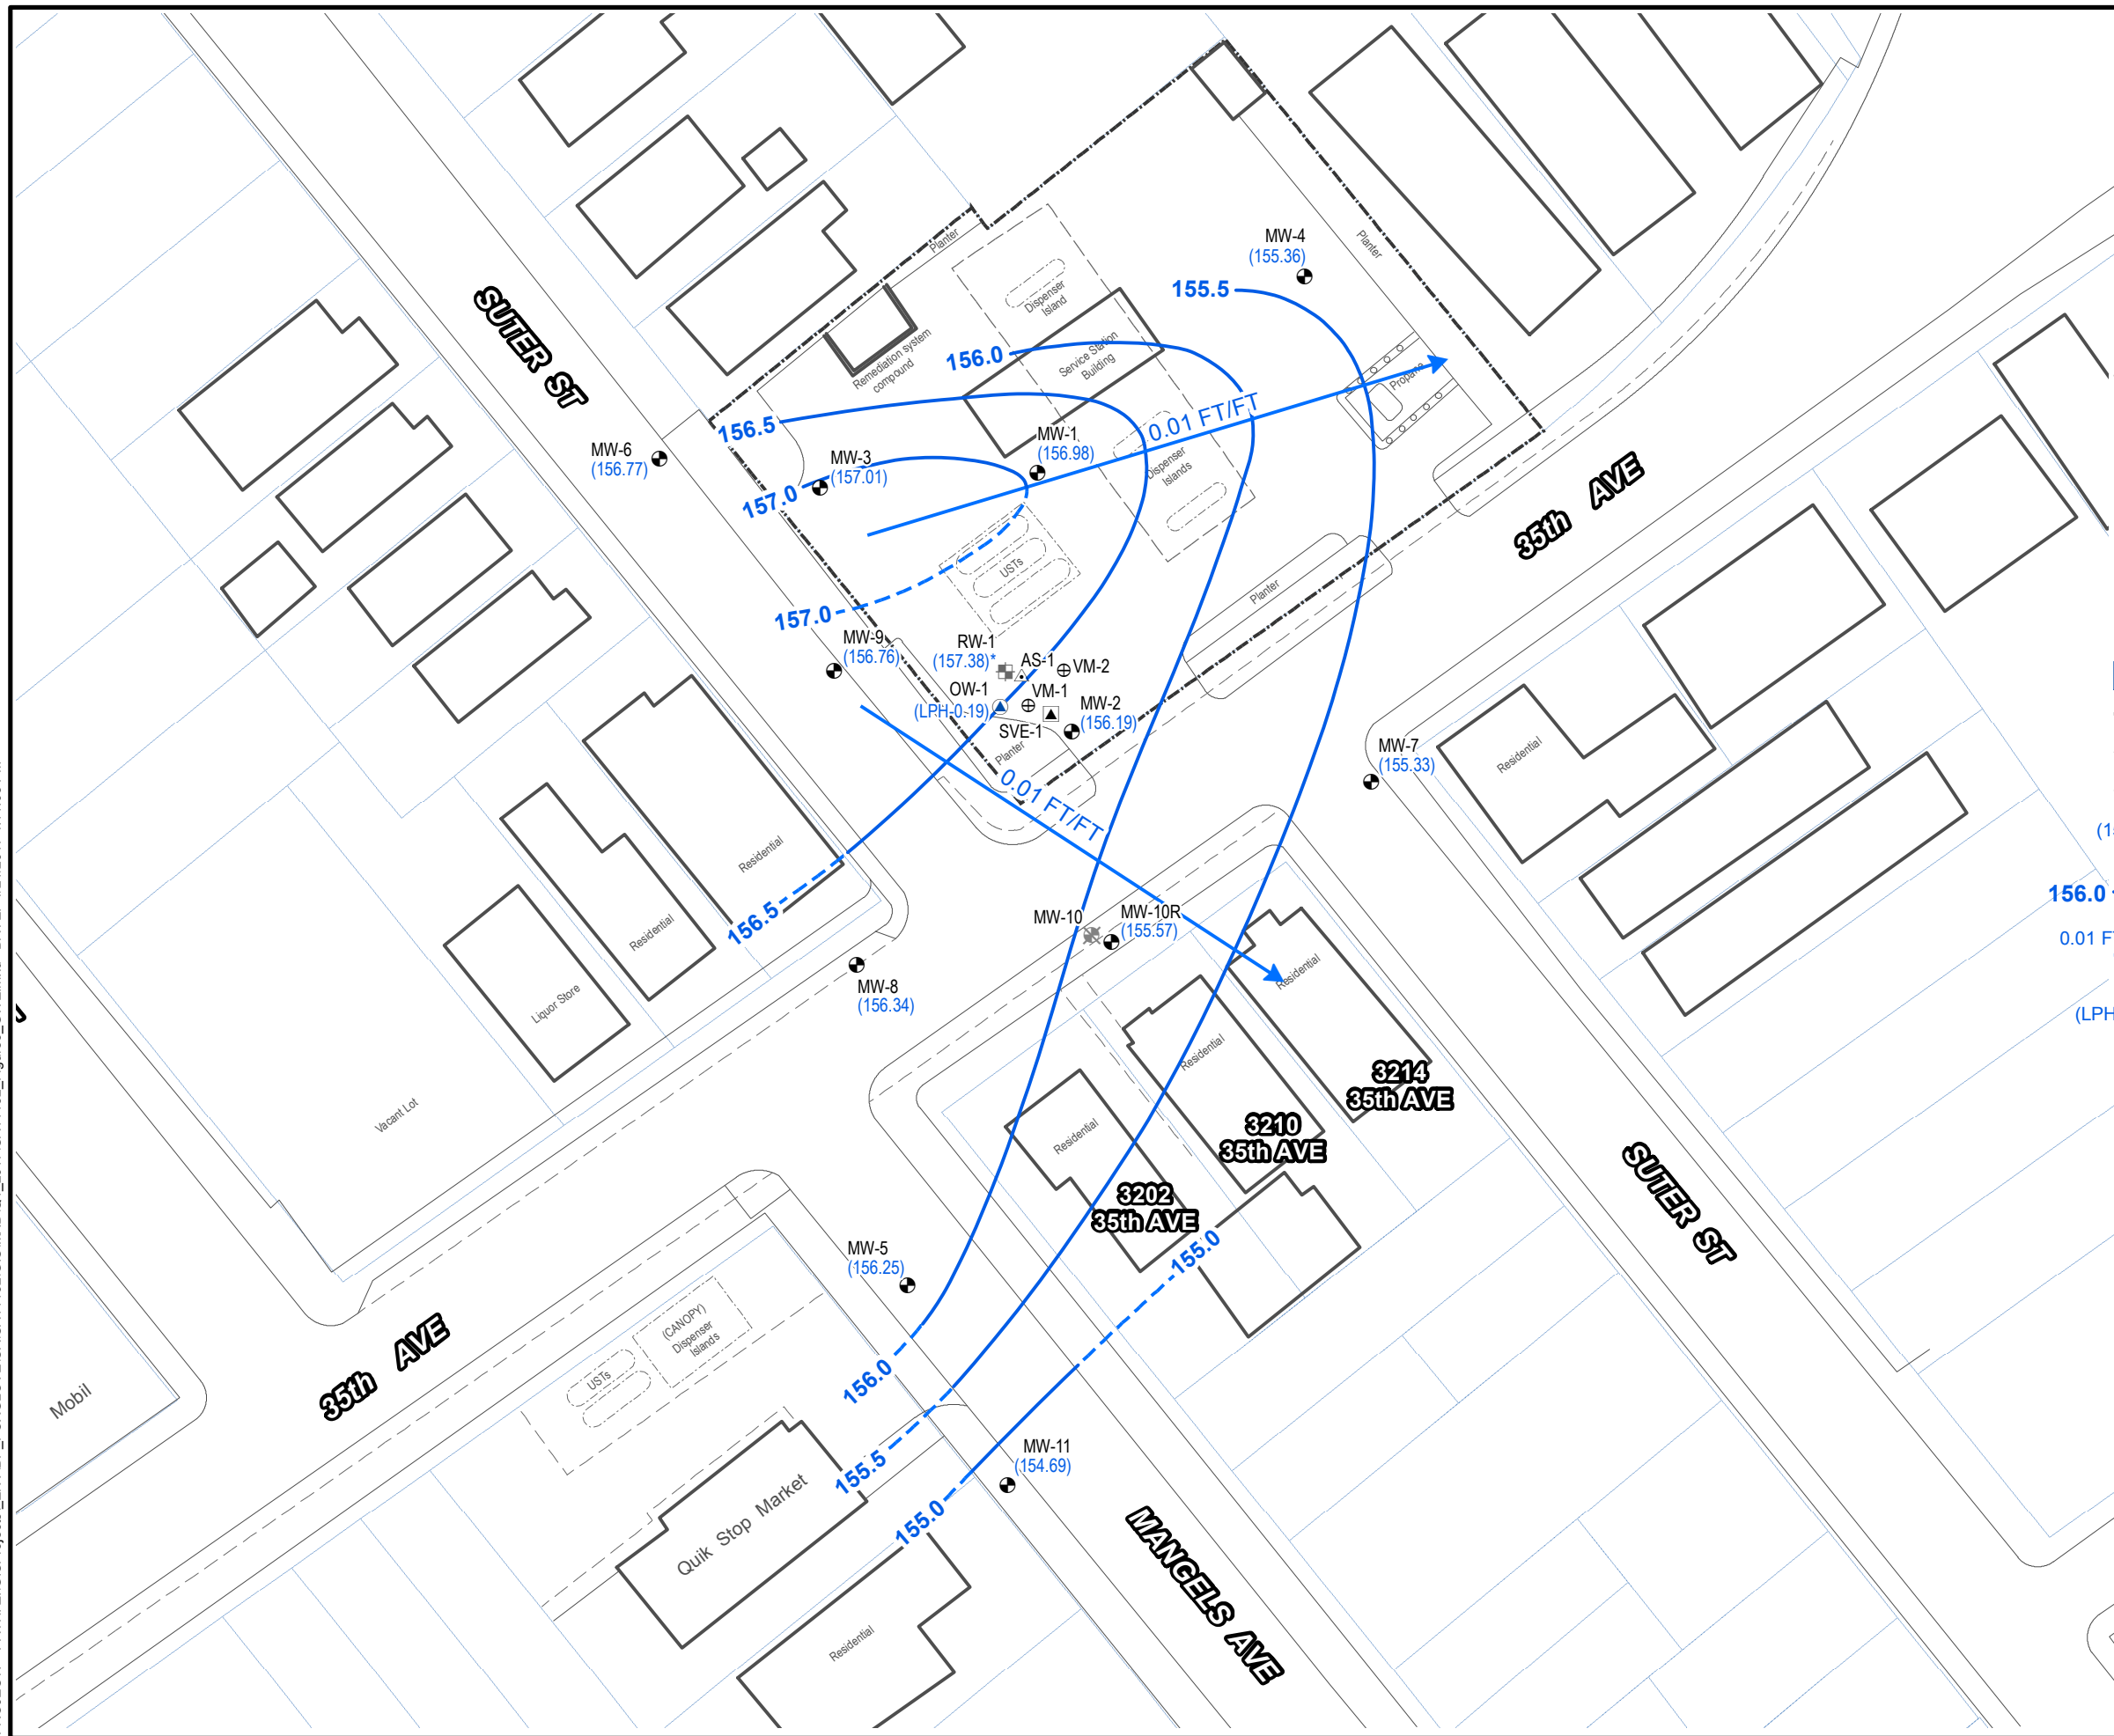 MW-4
(155.36)
Planter
Planter
155.5
Dispenser
Island
SUTER ST
Remediation system
compound
156.0
Service Station
Building
Propane
156.5
0.01 FT/FT
MW-1
(156.98)
MW-6
(156.77)
MW-3
(157.01)
Dispenser
Islands
157.0
35th AVE
USTs
Planter
157.0
MW-9
(156.76)
RW-1
(157.38)*
AS-1
VM-2
OW-1
(LPH-0.19)
VM-1
MW-2
(156.19)
SVE-1
Planter
MW-7
(155.33)
Residential
0.01 FT/FT
Residential
156.0
156.5
MW-10
MW-10R
(155.57)
Residential
0.01 F
Residential
MW-8
(156.34)
Liquor Store
(LPH
Residential
Residential
3214
35th AVE
Vacant Lot
Residential
3210
35th AVE
3202
35th AVE
SUTER ST
155.0
MW-5
(156.25)
(CANOPY)
Dispenser
Islands
USTs
35th AVE
Mobil
156.0
155.5
MW-11
(154.69)
155.0
Quik Stop Market
MANGELS AVE
Residential